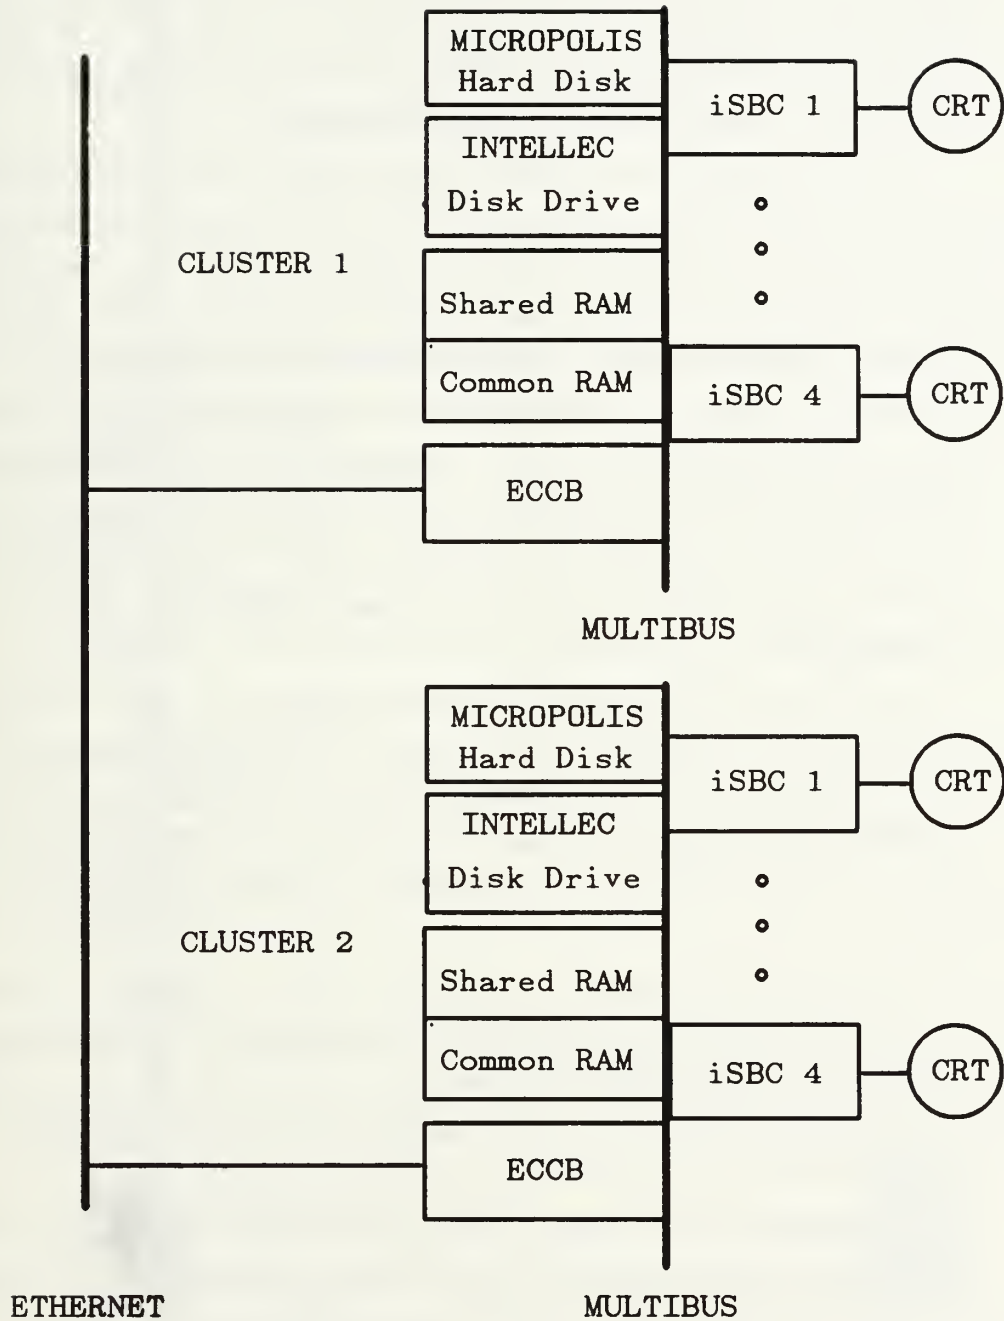 MICROPOLIS
Hard Disk
iSBC 1
CRT
INTELLEC
Disk Drive
CLUSTER 1
Shared RAM
Common RAM
iSBC 4
CRT
ECCB
MULTIBUS
MICROPOLIS
Hard Disk
iSBC 1
CRT
INTELLEC
Disk Drive
CLUSTER 2
Shared RAM
Common RAM
iSBC 4
CRT
ECCB
ETHERNET
MULTIBUS